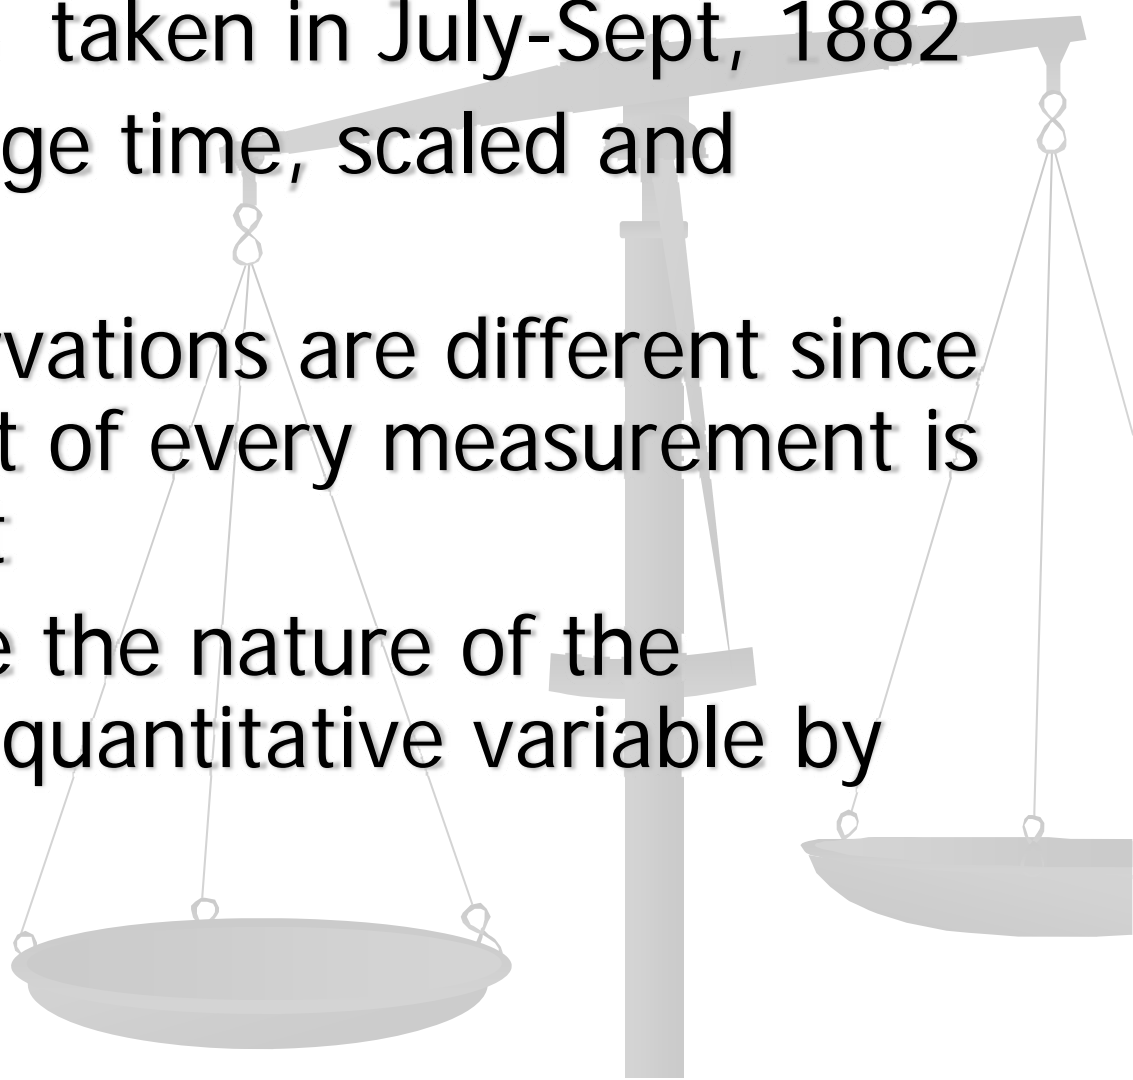 taken in July-Sept, 1882
ge time, scaled and
vations are different since
t of every measurement is
t
e the nature of the
quantitative variable by